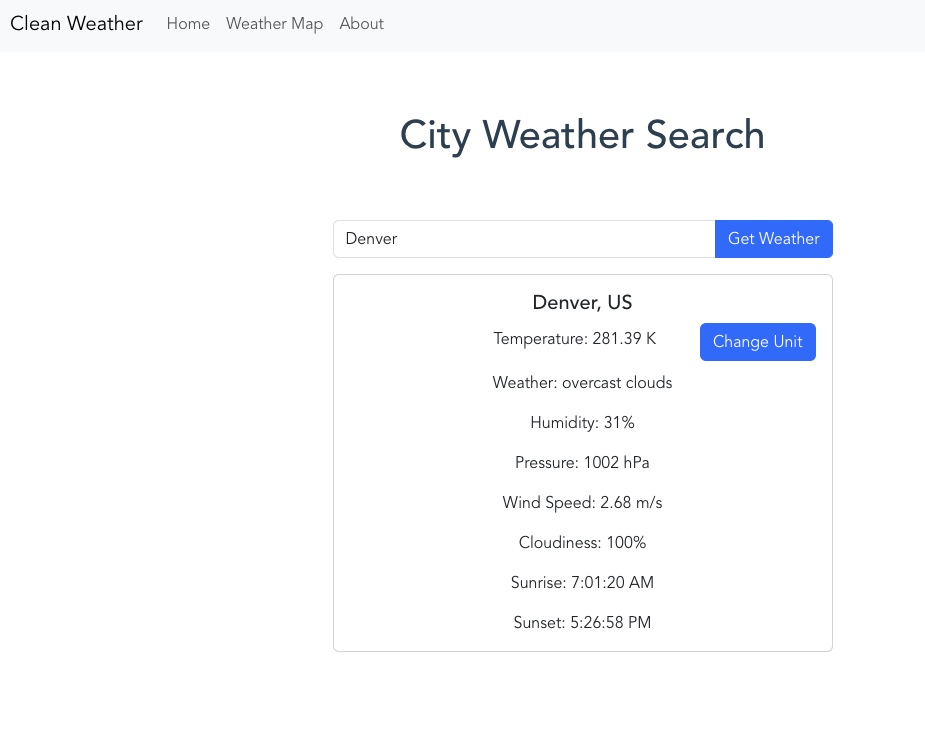 Clean Weather Home Weather Map About
City Weather Search
Denver Get Weather
Denver, US
Temperature: 281.39 K Change Unit
Weather: overcast clouds
Humidity: 31%
Pressure: 1002 hPa
Wind Speed: 2.68 m/s
Cloudiness: 100%
Sunrise: 7:01:20 AM
Sunset: 5:26:58 PM